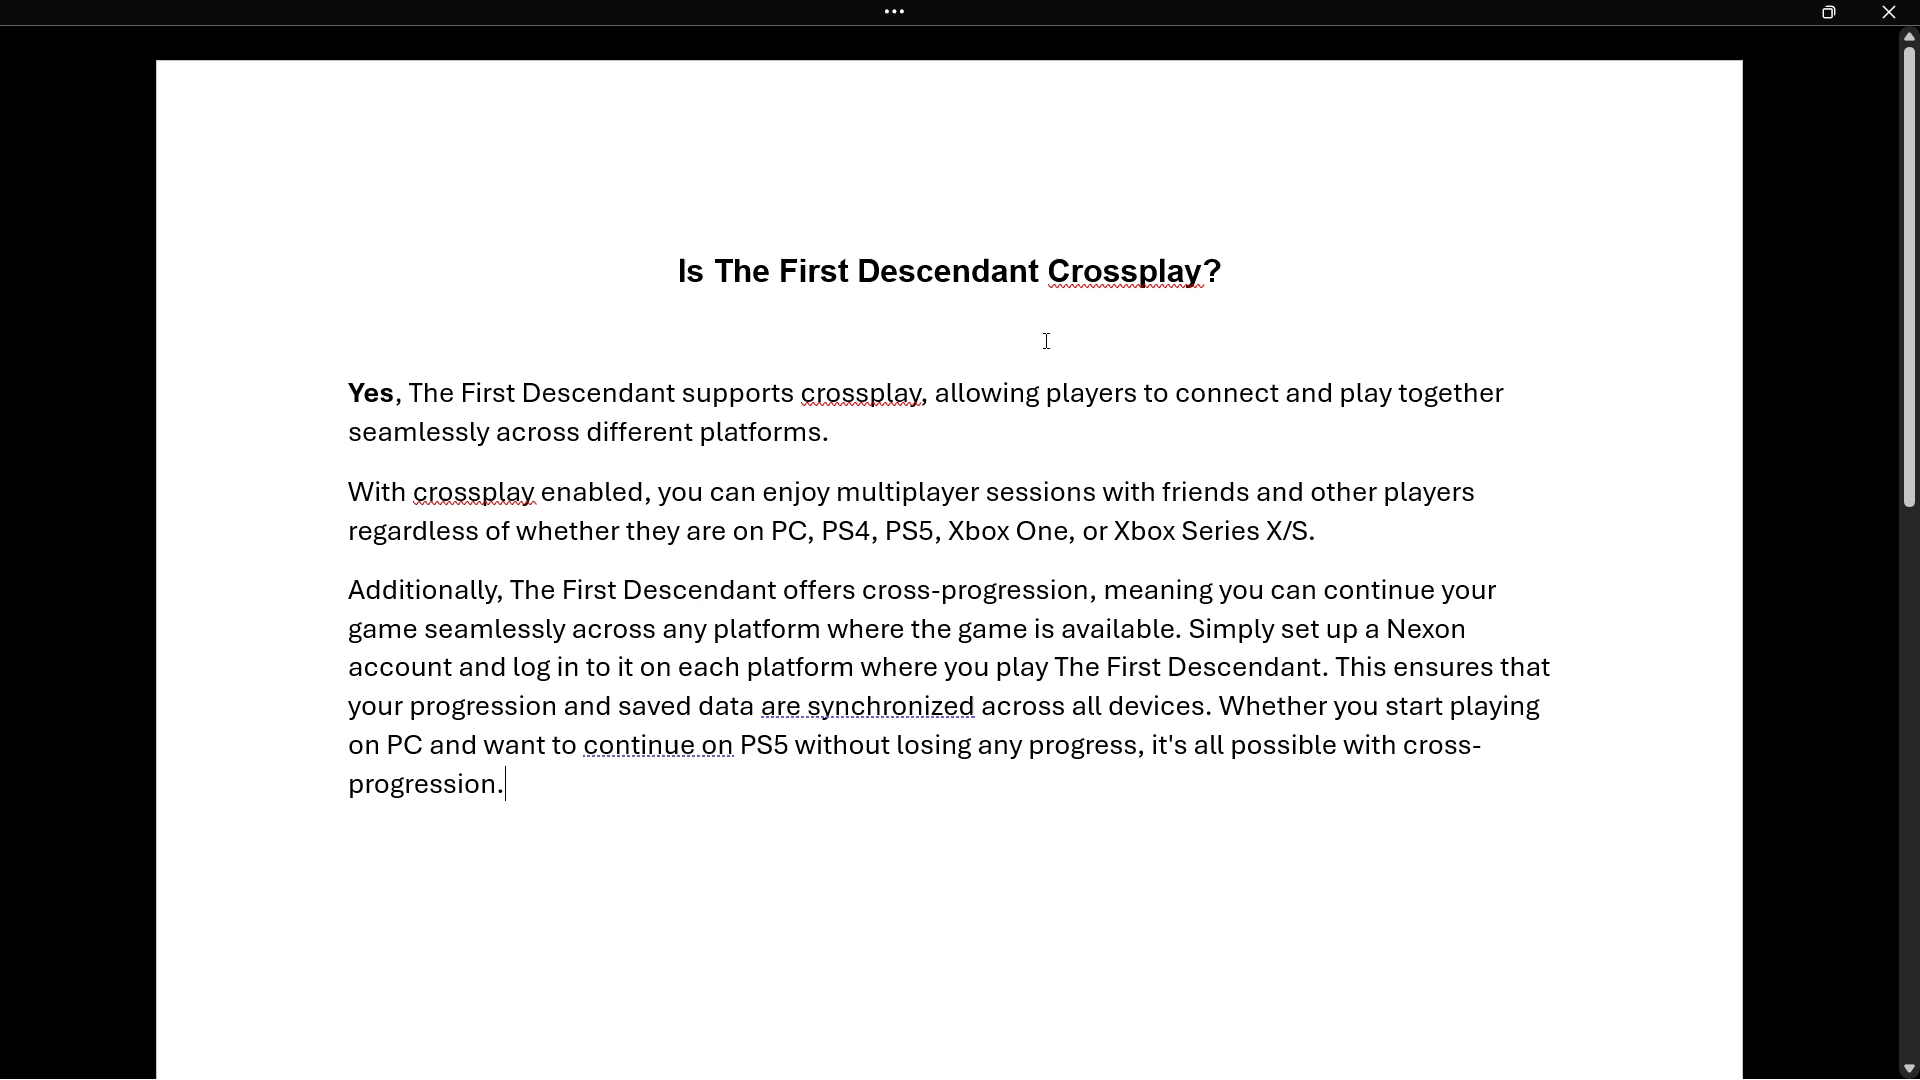 Is The First Descendant Crossplay?
Yes, The First Descendant supports crossplay, allowing players to connect and play together
seamlessly across different platforms.
With crossplay enabled, you can enjoy multiplayer sessions with friends and other players
regardless of whether they are on PC, PS4, PS5, Xbox One, or Xbox Series X/S.
Additionally, The First Descendant offers cross-progression, meaning you can continue your
game seamlessly across any platform where the game is available. Simply set up a Nexon
account and log in to it on each platform where you play The First Descendant. This ensures that
your progression and saved data are synchronized across all devices. Whether you start playing
on PC and want to continue on PS5 without losing any progress, it's all possible with cross-
progression.